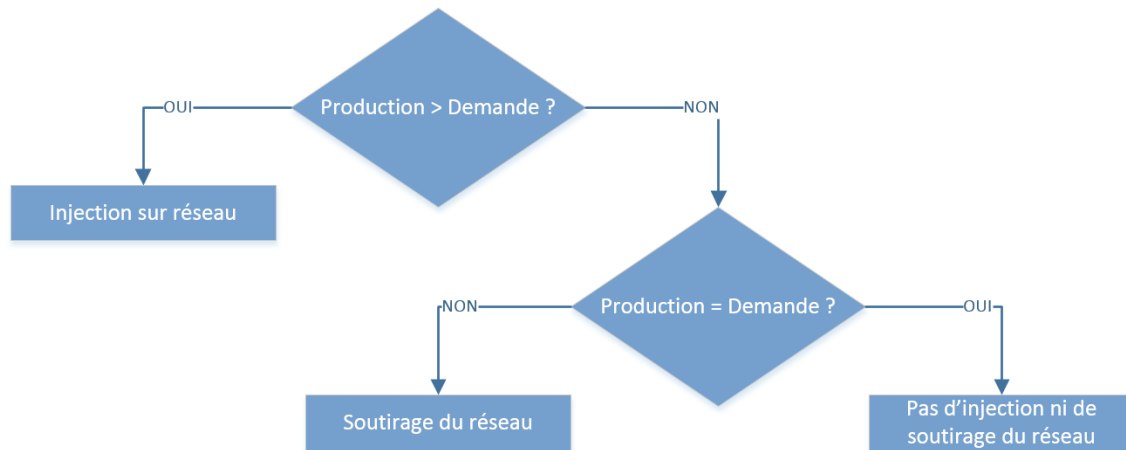 Production > Demande ?
OUI
NON
Injection sur réseau
Production = Demande ?
NON
OUI
Soutirage du réseau
Pas d’injection ni de
soutirage du réseau